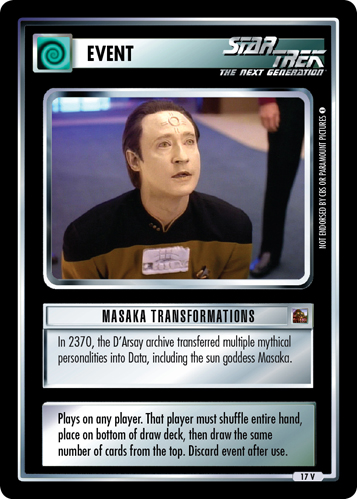 EVENT
STAR TREK
THE NEXT GENERATION
NOT ENDORSED BY CBS OR PARAMOUNT PICTURES
MASAKA TRANSFORMATIONS
In 2370, the D'Arsay archive transferred multiple mythical
personalities into Data, including the sun goddess Masaka.
Plays on any player. That player must shuffle entire hand,
place on bottom of draw deck, then draw the same
number of cards from the top. Discard event after use.
17 V